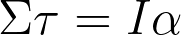 Στ = Iα